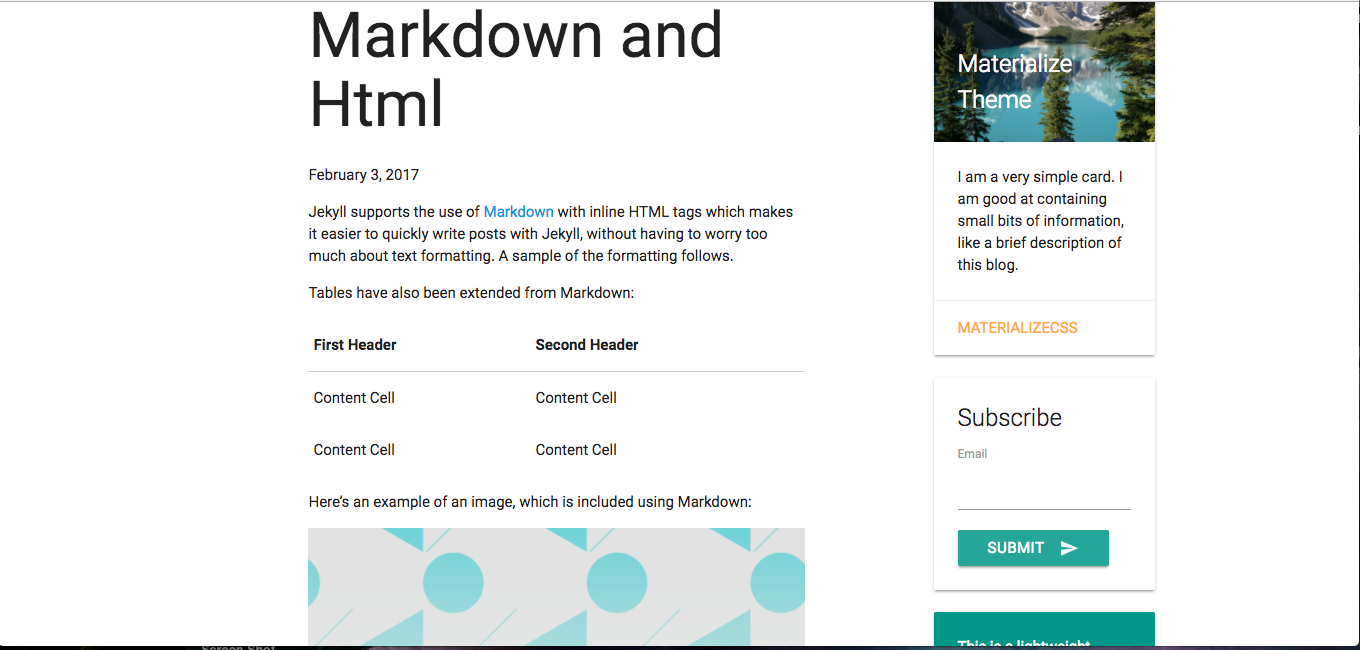 Markdown and
Html
February 3, 2017
Jekyll supports the use of Markdown with inline HTML tags which makes
it easier to quickly write posts with Jekyll, without having to worry too
much about text formatting. A sample of the formatting follows.
Tables have also been extended from Markdown:
First Header Second Header
Content Cell Content Cell
Content Cell Content Cell
Here’s an example of an image, which is included using Markdown:
Materialize
Theme
I am a very simple card. I
am good at containing
small bits of information,
like a brief description of
this blog.
MATERIALIZECSS
Subscribe
Email
SUBMIT
This is a lightweight
Screen Shot